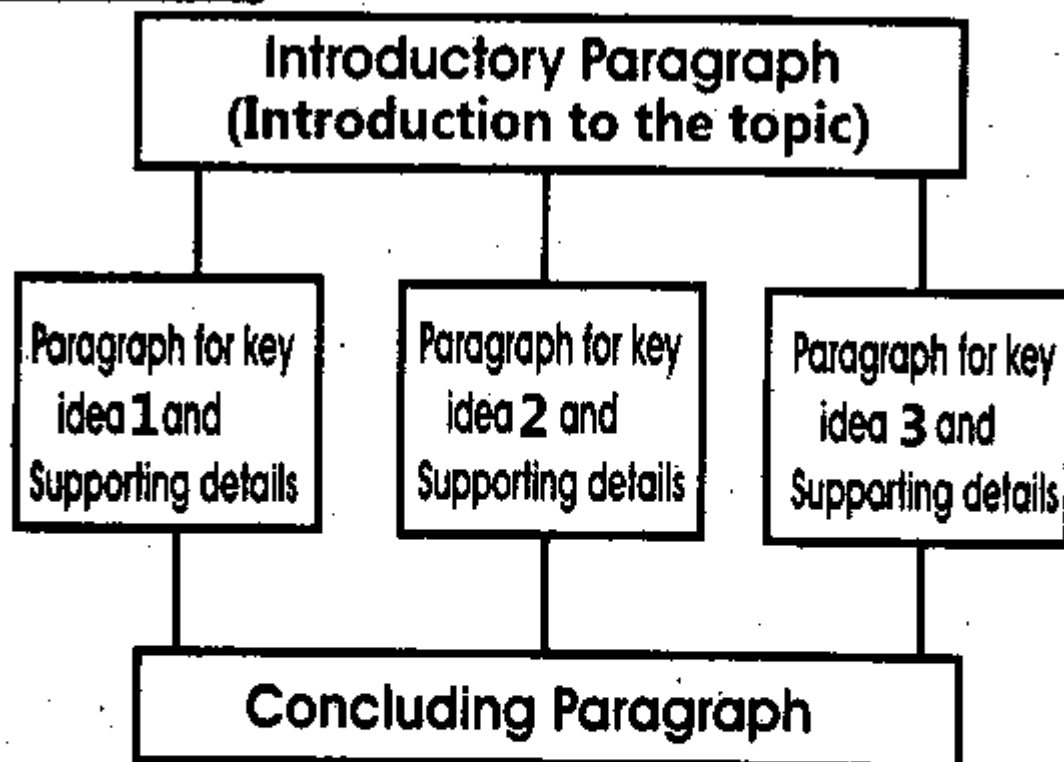 Introductory Paragraph
(Introduction to the topic)
Paragraph for key
idea 1 and
Supporting details
Paragraph for key
idea 2 and
Supporting details
Paragraph for key
idea 3 and
Supporting details
Concluding Paragraph